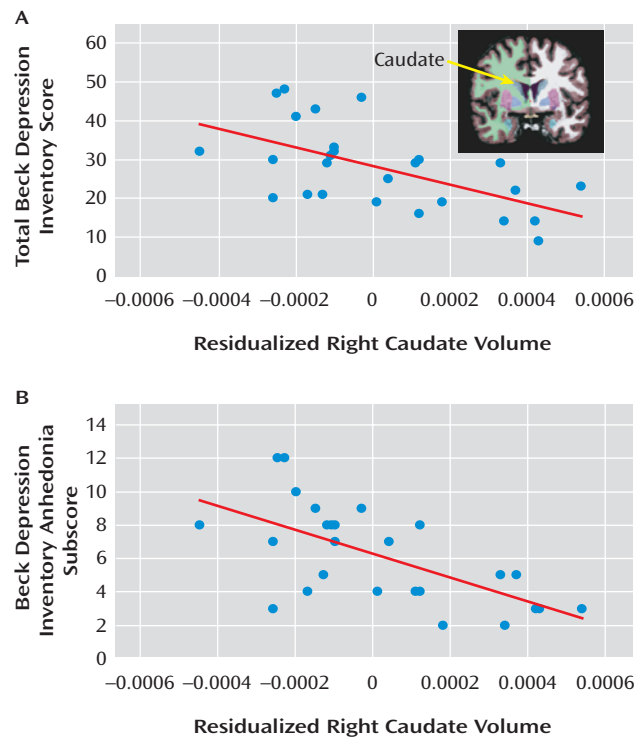 A
Total Beck Depression
Inventory Score
60
50
40
30
20
10
0
Caudate
−0.0006 −0.0004 −0.0002 0 0.0002 0.0004 0.0006
Residualized Right Caudate Volume
B
Beck Depression
Inventory Anhedonia
Subscore
14
12
10
8
6
4
2
0
−0.0006 −0.0004 −0.0002 0 0.0002 0.0004 0.0006
Residualized Right Caudate Volume